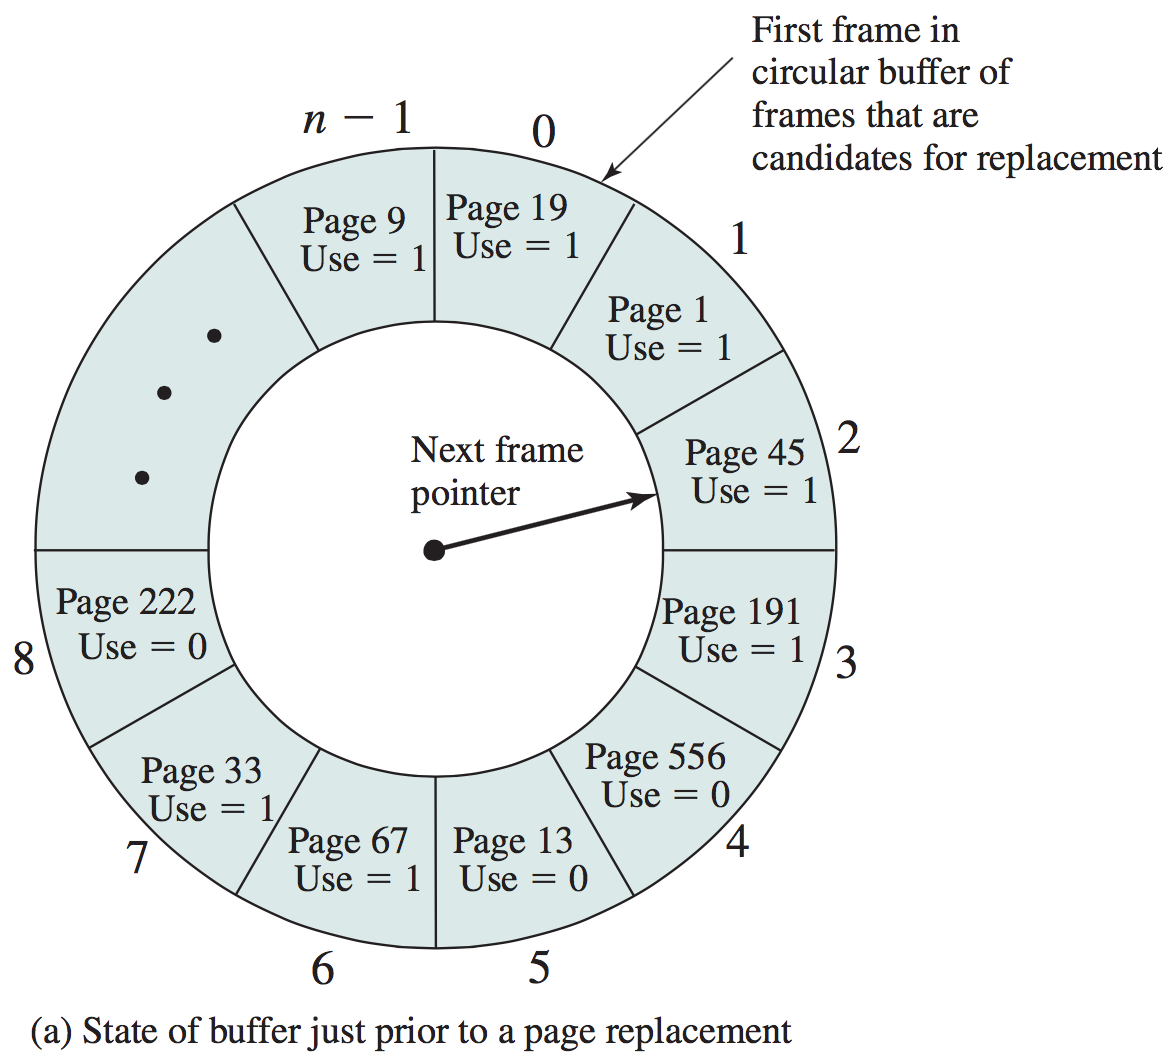 First frame in
circular buffer of
frames that are
candidates for replacement
n − 1
0
Page 9
Use = 1
Page 19
Use = 1
1
Page 1
Use = 1
2
Page 45
Use = 1
Next frame
pointer
Page 191
Use = 1
3
Page 222
Use = 0
8
Page 556
Use = 0
4
Page 33
Use = 1
7
Page 67
Use = 1
6
Page 13
Use = 0
5
(a) State of buffer just prior to a page replacement